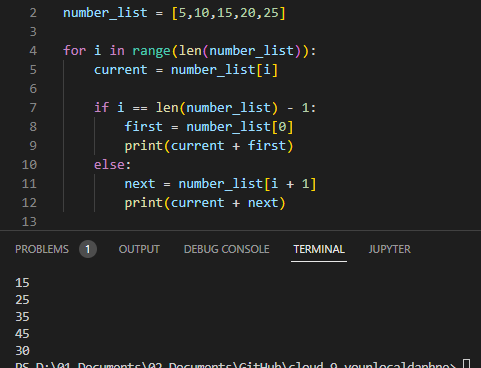 2 number_list = [5,10,15,20,25]
3
4 for i in range(len(number_list)):
5 current = number_list[i]
6
7 if i == len(number_list) - 1:
8 first = number_list[0]
9 print(current + first)
10 else:
11 next = number_list[i + 1]
12 print(current + next)
13
PROBLEMS 1 OUTPUT DEBUG CONSOLE TERMINAL JUPYTER
15
25
35
45
30
PS D:\01 Documents\02 Documents\GitHub\cloud-9-yourlocaldaphne>